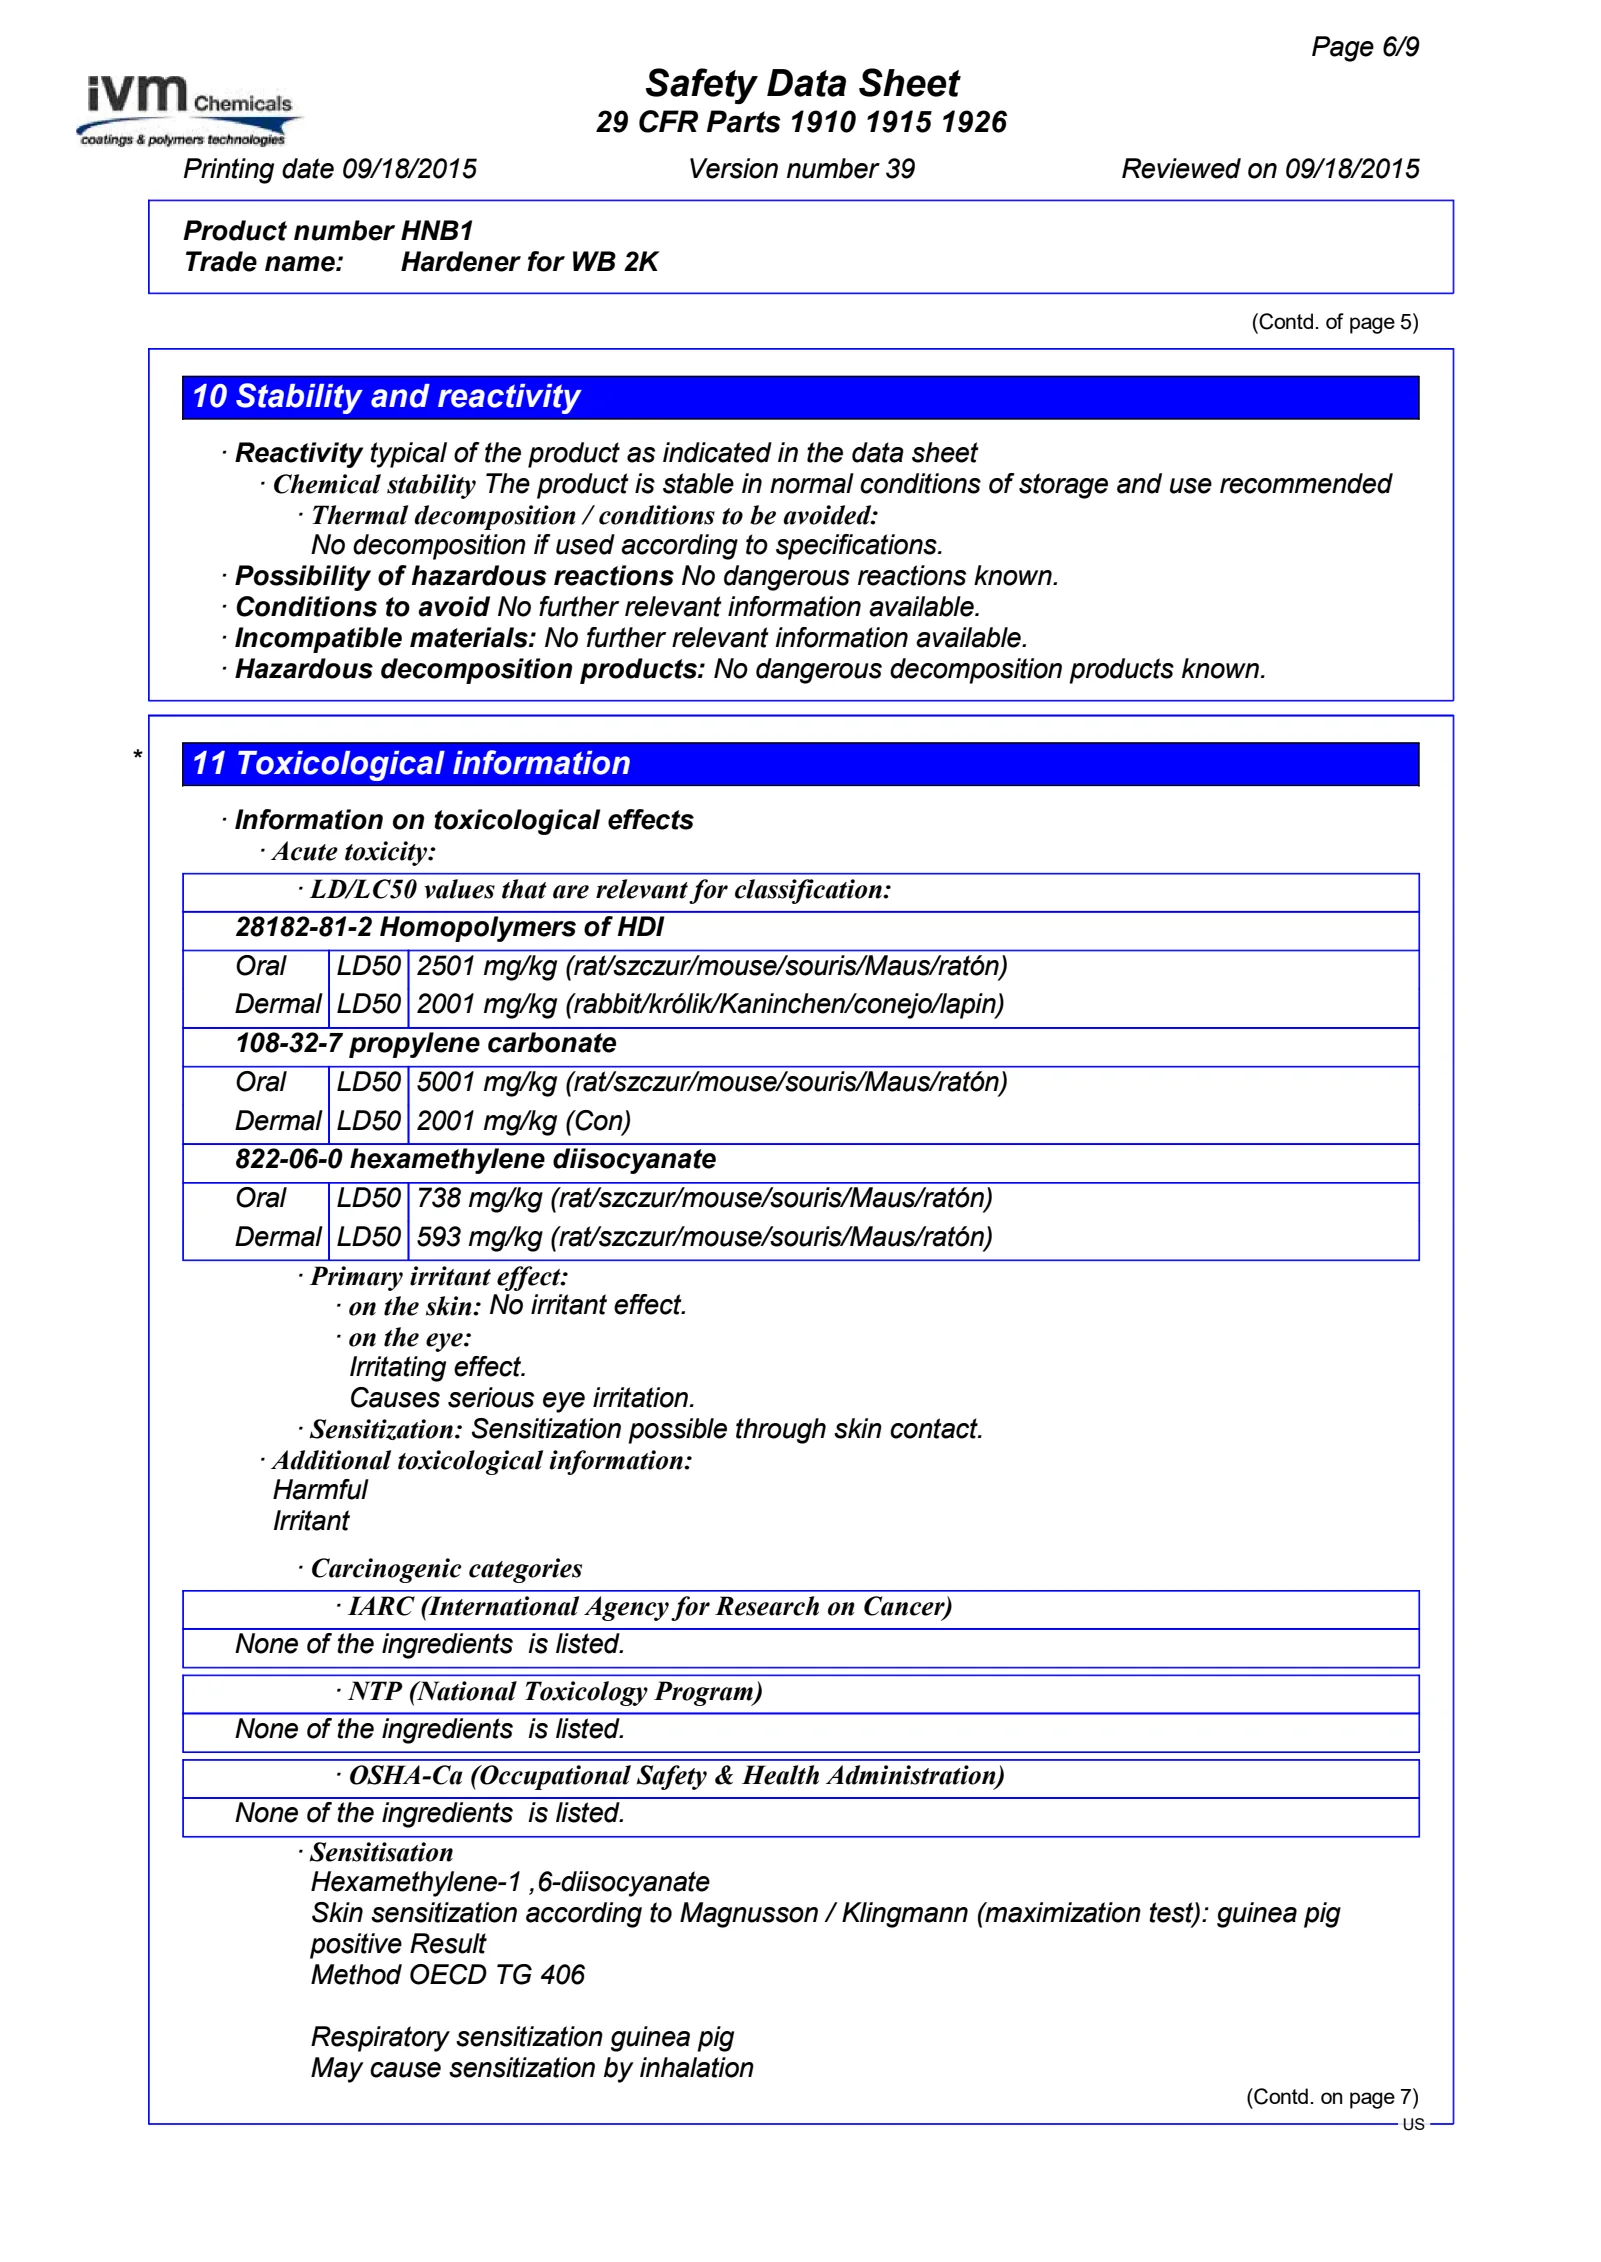 Page 6/9
ivm Chemicals
coatings & polymers technologies
Safety Data Sheet
29 CFR Parts 1910 1915 1926
Printing date 09/18/2015 Version number 39 Reviewed on 09/18/2015
Product number HNB1
Trade name: Hardener for WB 2K
(Contd. of page 5)
10 Stability and reactivity
· Reactivity typical of the product as indicated in the data sheet
· Chemical stability The product is stable in normal conditions of storage and use recommended
· Thermal decomposition / conditions to be avoided:
No decomposition if used according to specifications.
· Possibility of hazardous reactions No dangerous reactions known.
· Conditions to avoid No further relevant information available.
· Incompatible materials: No further relevant information available.
· Hazardous decomposition products: No dangerous decomposition products known.
* 11 Toxicological information
· Information on toxicological effects
· Acute toxicity:
· LD/LC50 values that are relevant for classification:
28182-81-2 Homopolymers of HDI
Oral LD50 2501 mg/kg (rat/szczur/mouse/souris/Maus/ratón)
Dermal LD50 2001 mg/kg (rabbit/królik/Kaninchen/conejo/lapin)
108-32-7 propylene carbonate
Oral LD50 5001 mg/kg (rat/szczur/mouse/souris/Maus/ratón)
Dermal LD50 2001 mg/kg (Con)
822-06-0 hexamethylene diisocyanate
Oral LD50 738 mg/kg (rat/szczur/mouse/souris/Maus/ratón)
Dermal LD50 593 mg/kg (rat/szczur/mouse/souris/Maus/ratón)
· Primary irritant effect:
· on the skin: No irritant effect.
· on the eye:
Irritating effect.
Causes serious eye irritation.
· Sensitization: Sensitization possible through skin contact.
· Additional toxicological information:
Harmful
Irritant
· Carcinogenic categories
· IARC (International Agency for Research on Cancer)
None of the ingredients is listed.
· NTP (National Toxicology Program)
None of the ingredients is listed.
· OSHA-Ca (Occupational Safety & Health Administration)
None of the ingredients is listed.
· Sensitisation
Hexamethylene-1 ,6-diisocyanate
Skin sensitization according to Magnusson / Klingmann (maximization test): guinea pig
positive Result
Method OECD TG 406
Respiratory sensitization guinea pig
May cause sensitization by inhalation
(Contd. on page 7)
US